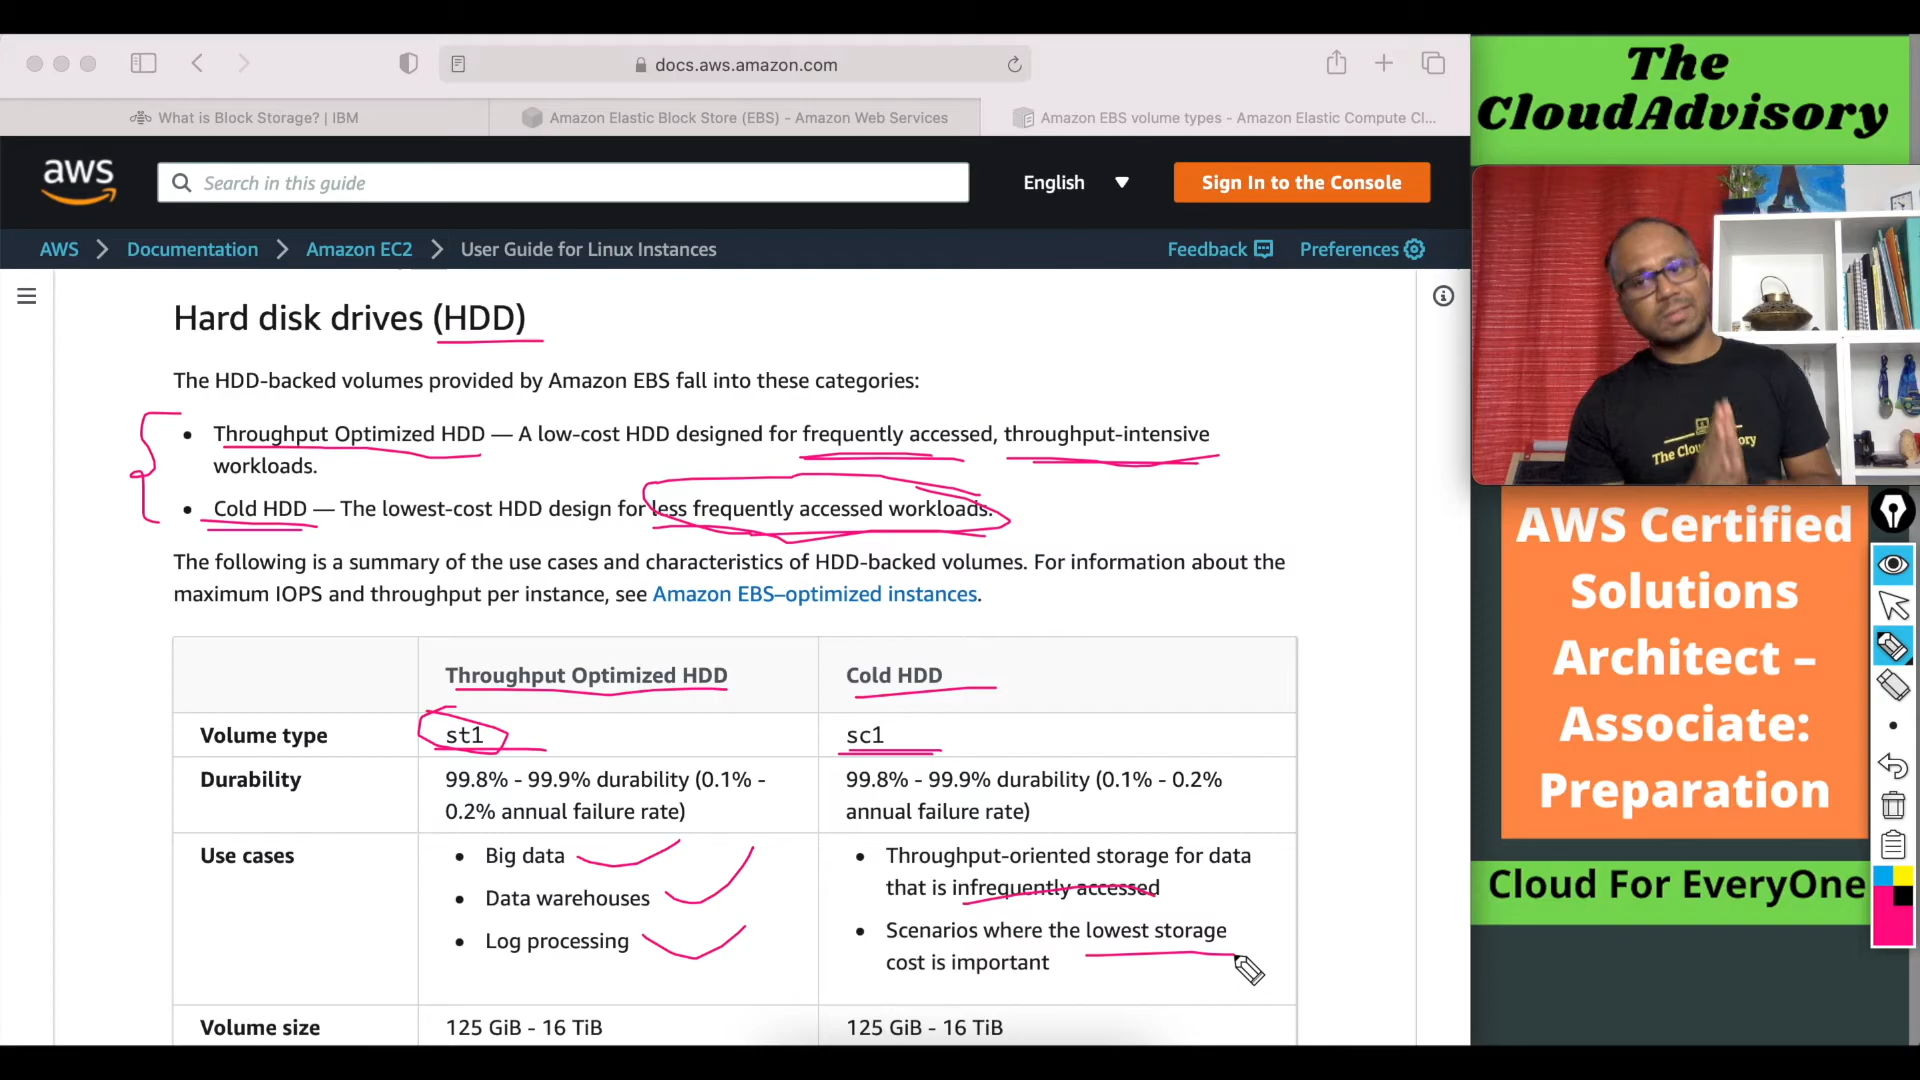 docs.aws.amazon.com
What is Block Storage? | IBM
Amazon Elastic Block Store (EBS) - Amazon Web Services
Amazon EBS volume types - Amazon Elastic Compute Cl...
aws
Search in this guide
English
Sign In to the Console
AWS
Documentation
Amazon EC2
User Guide for Linux Instances
Feedback
Preferences
Hard disk drives (HDD)
The HDD-backed volumes provided by Amazon EBS fall into these categories:
• Throughput Optimized HDD — A low-cost HDD designed for frequently accessed, throughput-intensive
workloads.
• Cold HDD — The lowest-cost HDD design for less frequently accessed workloads.
The following is a summary of the use cases and characteristics of HDD-backed volumes. For information about the
maximum IOPS and throughput per instance, see Amazon EBS–optimized instances.
Throughput Optimized HDD
Cold HDD
Volume type
st1
sc1
Durability
99.8% - 99.9% durability (0.1% -
0.2% annual failure rate)
99.8% - 99.9% durability (0.1% - 0.2%
annual failure rate)
Use cases
• Big data
• Data warehouses
• Log processing
• Throughput-oriented storage for data
that is infrequently accessed
• Scenarios where the lowest storage
cost is important
Volume size
125 GiB - 16 TiB
125 GiB - 16 TiB
The
CloudAdvisory
AWS Certified
Solutions
Architect –
Associate:
Preparation
Cloud For EveryOne